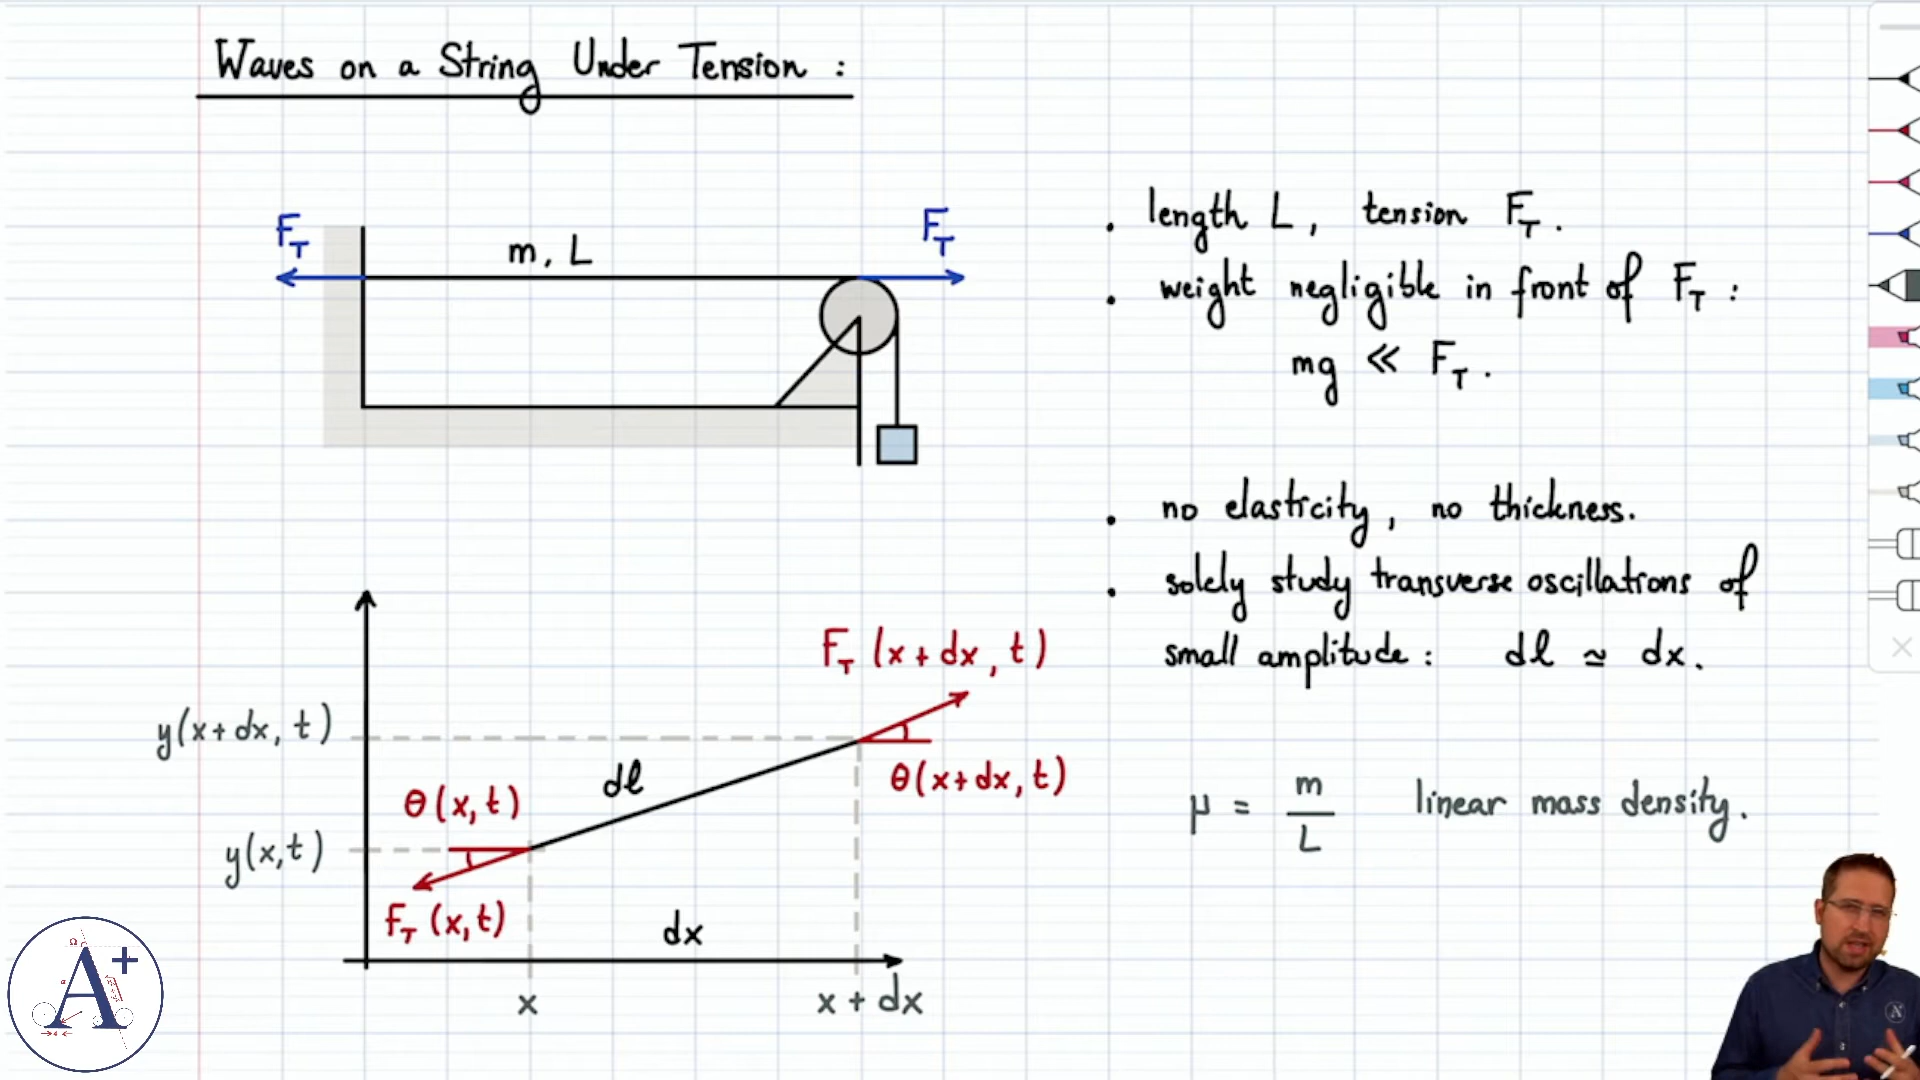 Waves on a String Under Tension :
F_T
F_T
m, L
. length L, tension F_T.
. weight negligible in front of F_T :
mg ≪ F_T.
. no elasticity, no thickness.
. solely study transverse oscillations of
small amplitude : dl ≃ dx.
μ = m/L linear mass density.
F_T (x+dx, t)
y(x+dx, t)
dl
θ(x+dx, t)
θ(x,t)
y(x,t)
F_T (x,t)
dx
x
x + dx
A+
N